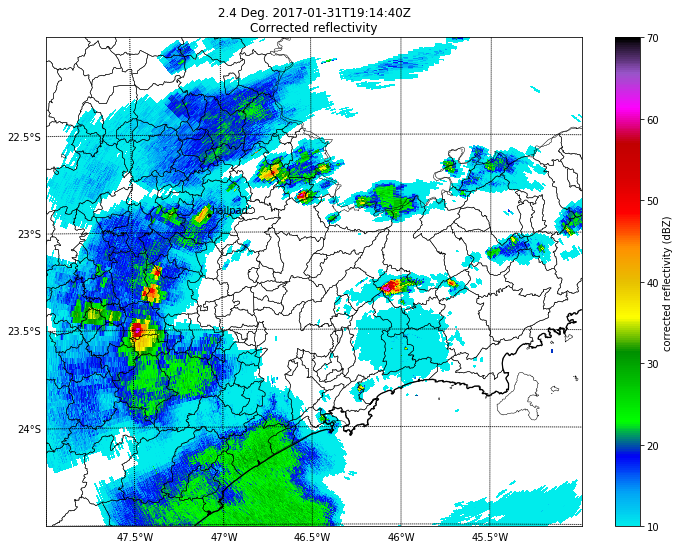 2.4 Deg. 2017-01-31T19:14:40Z
Corrected reflectivity
22.5°S
23°S
23.5°S
24°S
47.5°W
47°W
46.5°W
46°W
45.5°W
70
60
50
40
30
20
10
corrected reflectivity (dBZ)